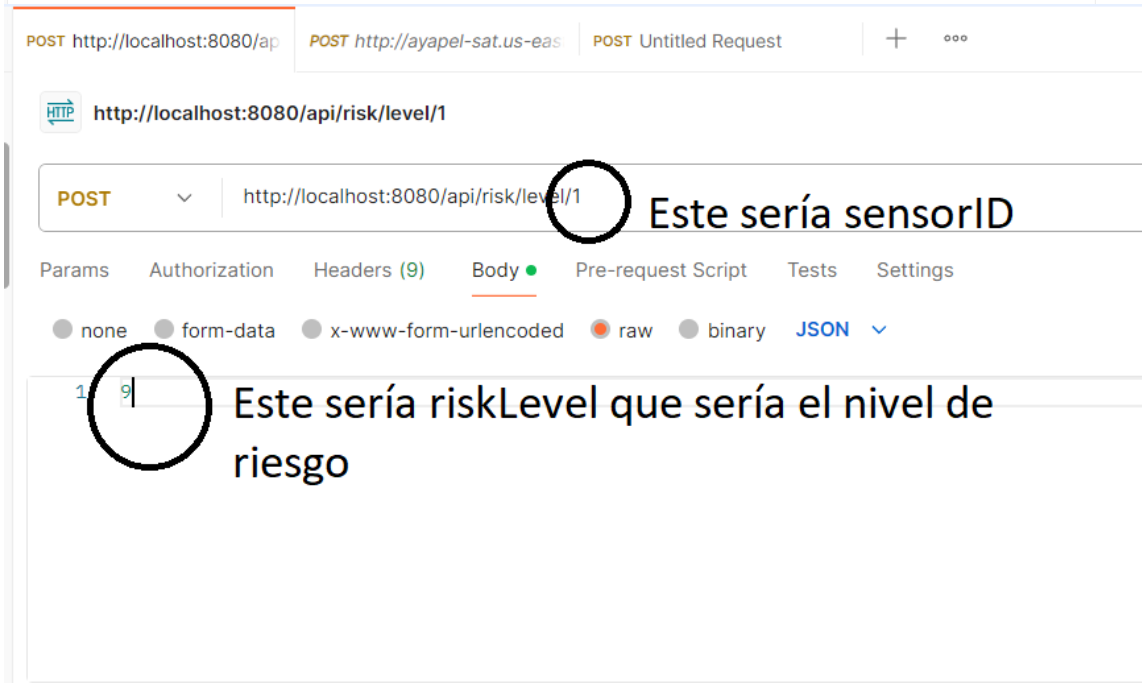 POST http://localhost:8080/ap POST http://ayapel-sat.us-eas POST Untitled Request
HTTP http://localhost:8080/api/risk/level/1
POST http://localhost:8080/api/risk/level/1
Este sería sensorID
Params Authorization Headers (9) Body Pre-request Script Tests Settings
none form-data x-www-form-urlencoded raw binary JSON
1 9
Este sería riskLevel que sería el nivel de
riesgo